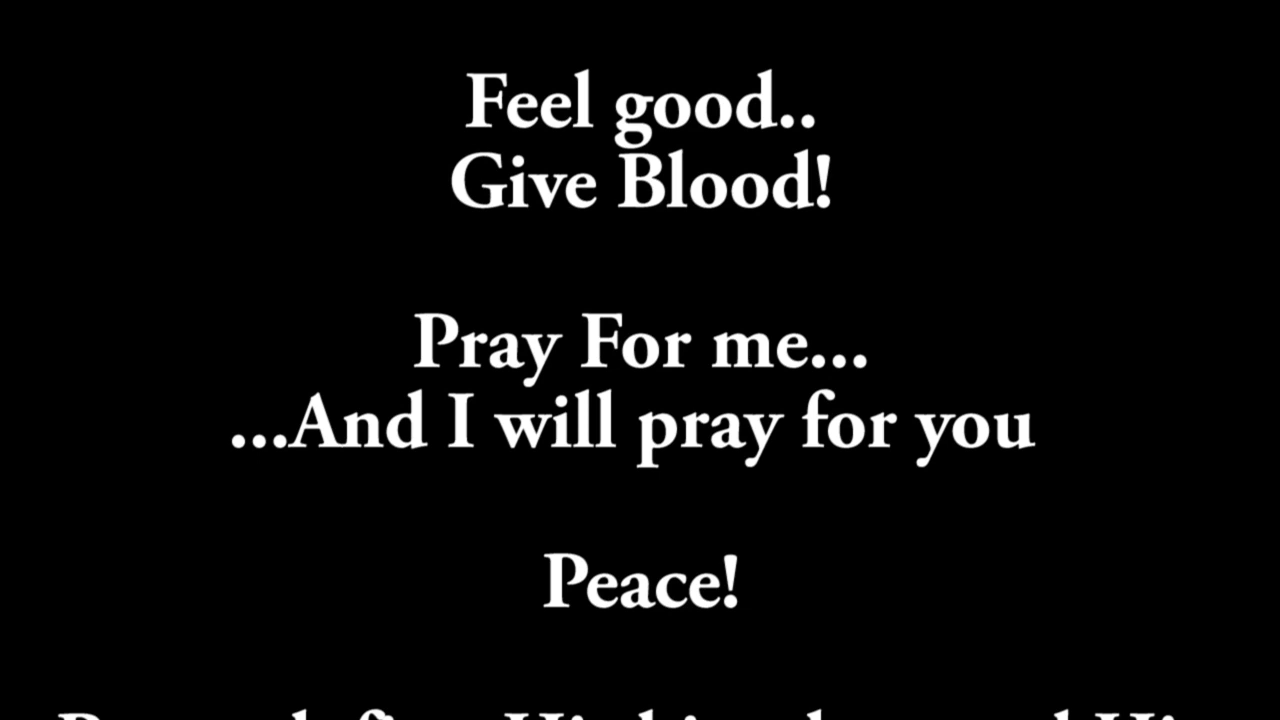 Feel good..
Give Blood!
Pray For me...
...And I will pray for you
Peace!